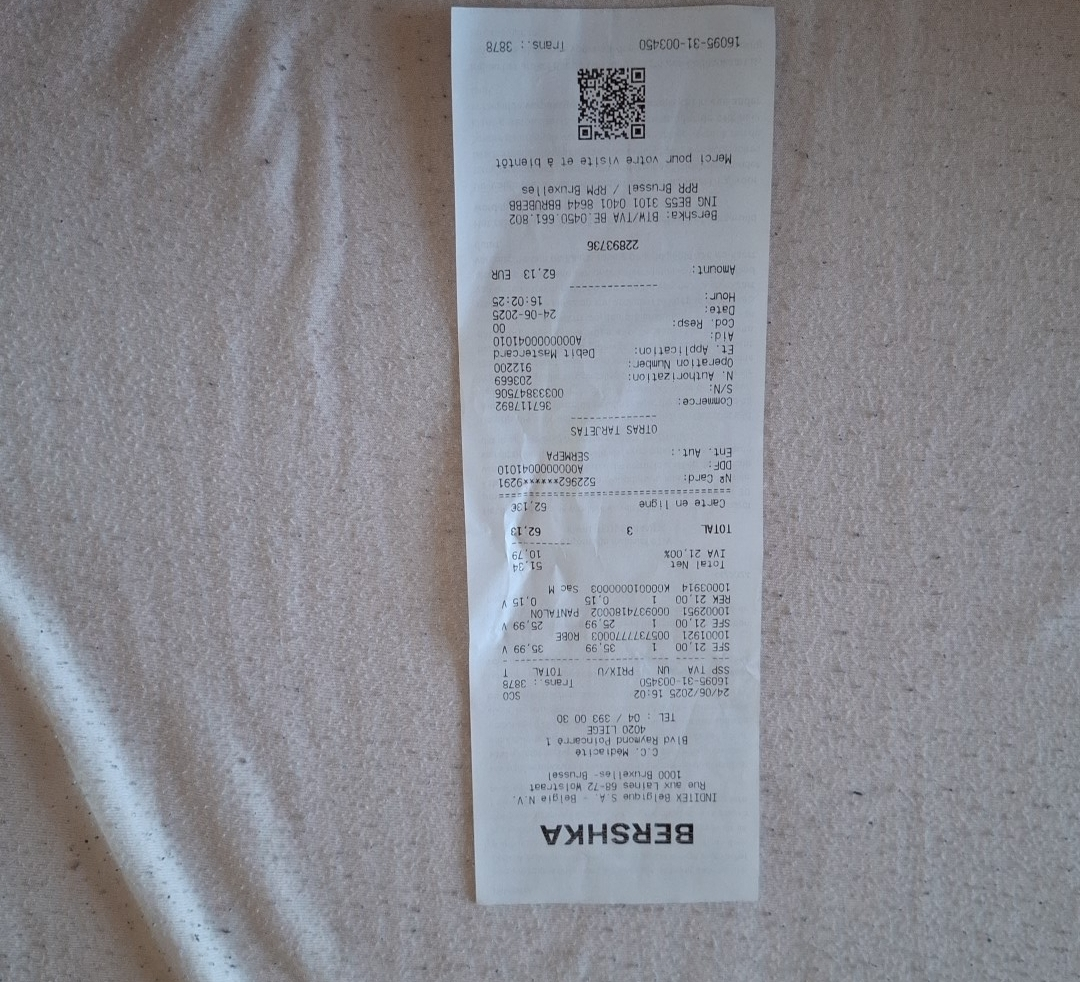 BERSHKA
INDITEX Belgique S.A. - Belgie N.V.
Rue aux Laines 68-72 Wolstraat
1000 Bruxelles- Brussel
C.C. Médiacité
Blvd Raymond Poincarré 1
4020 LIEGE
TEL : 04 / 393 00 30
24/06/2025 16:02 SCO
16095-31-003450 Trans.: 3878
SSP IVA UN PRIX/U TOTAL T
SFE 21,00 1 35,99 35,99 V
10001921 005737770003 ROBE
SFE 21,00 1 25,99 25,99 V
10002951 0009374180002 PANTALON
REK 21,00 1 0,15 0,15 V
10003914 K00001000003 Sac M
Total Net 51,34
IVA 21,00% 10,79
TOTAL 3 62,13
Carte en ligne 62,13€
Nº Card: 522962******9291
DDF: A0000000041010
Ent. Aut.: SERMEPA
OTRAS TARJETAS
Commerce: 367117892
S/N: 00333847506
N. Authorization: 203669
Operation Number: 912200
Et. Application: Debit Mastercard
Aid: A0000000041010
Cod. Resp: 00
Date: 24-06-2025
Hour: 16:02:25
Amount: 62,13 EUR
22893736
Bershka: BTW/TVA BE.0450.661.802
ING BE55 3101 0401 8644 BBRUBEBB
RPR Brussel / RPM Bruxelles
Merci pour votre visite et à bientôt
16095-31-003450 Trans.: 3878